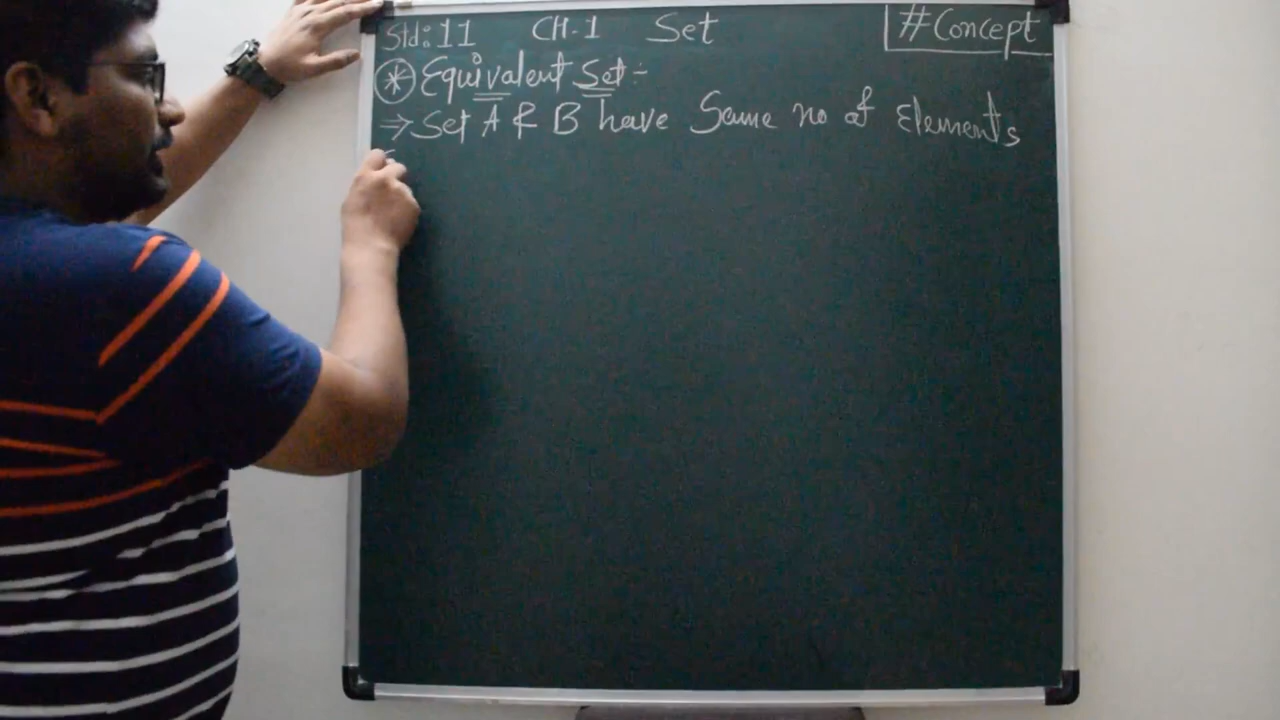 Std: 11 CH.1 Set #Concept
* Equivalent Set:-
⇒ Set A & B have Same no of Elements